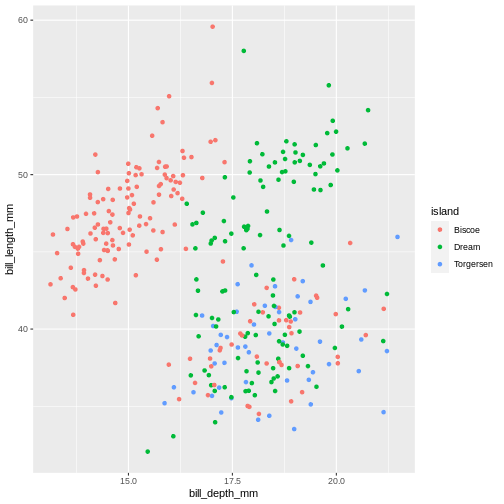 60
50
40
bill_length_mm
15.0
17.5
20.0
bill_depth_mm
island
Biscoe
Dream
Torgersen